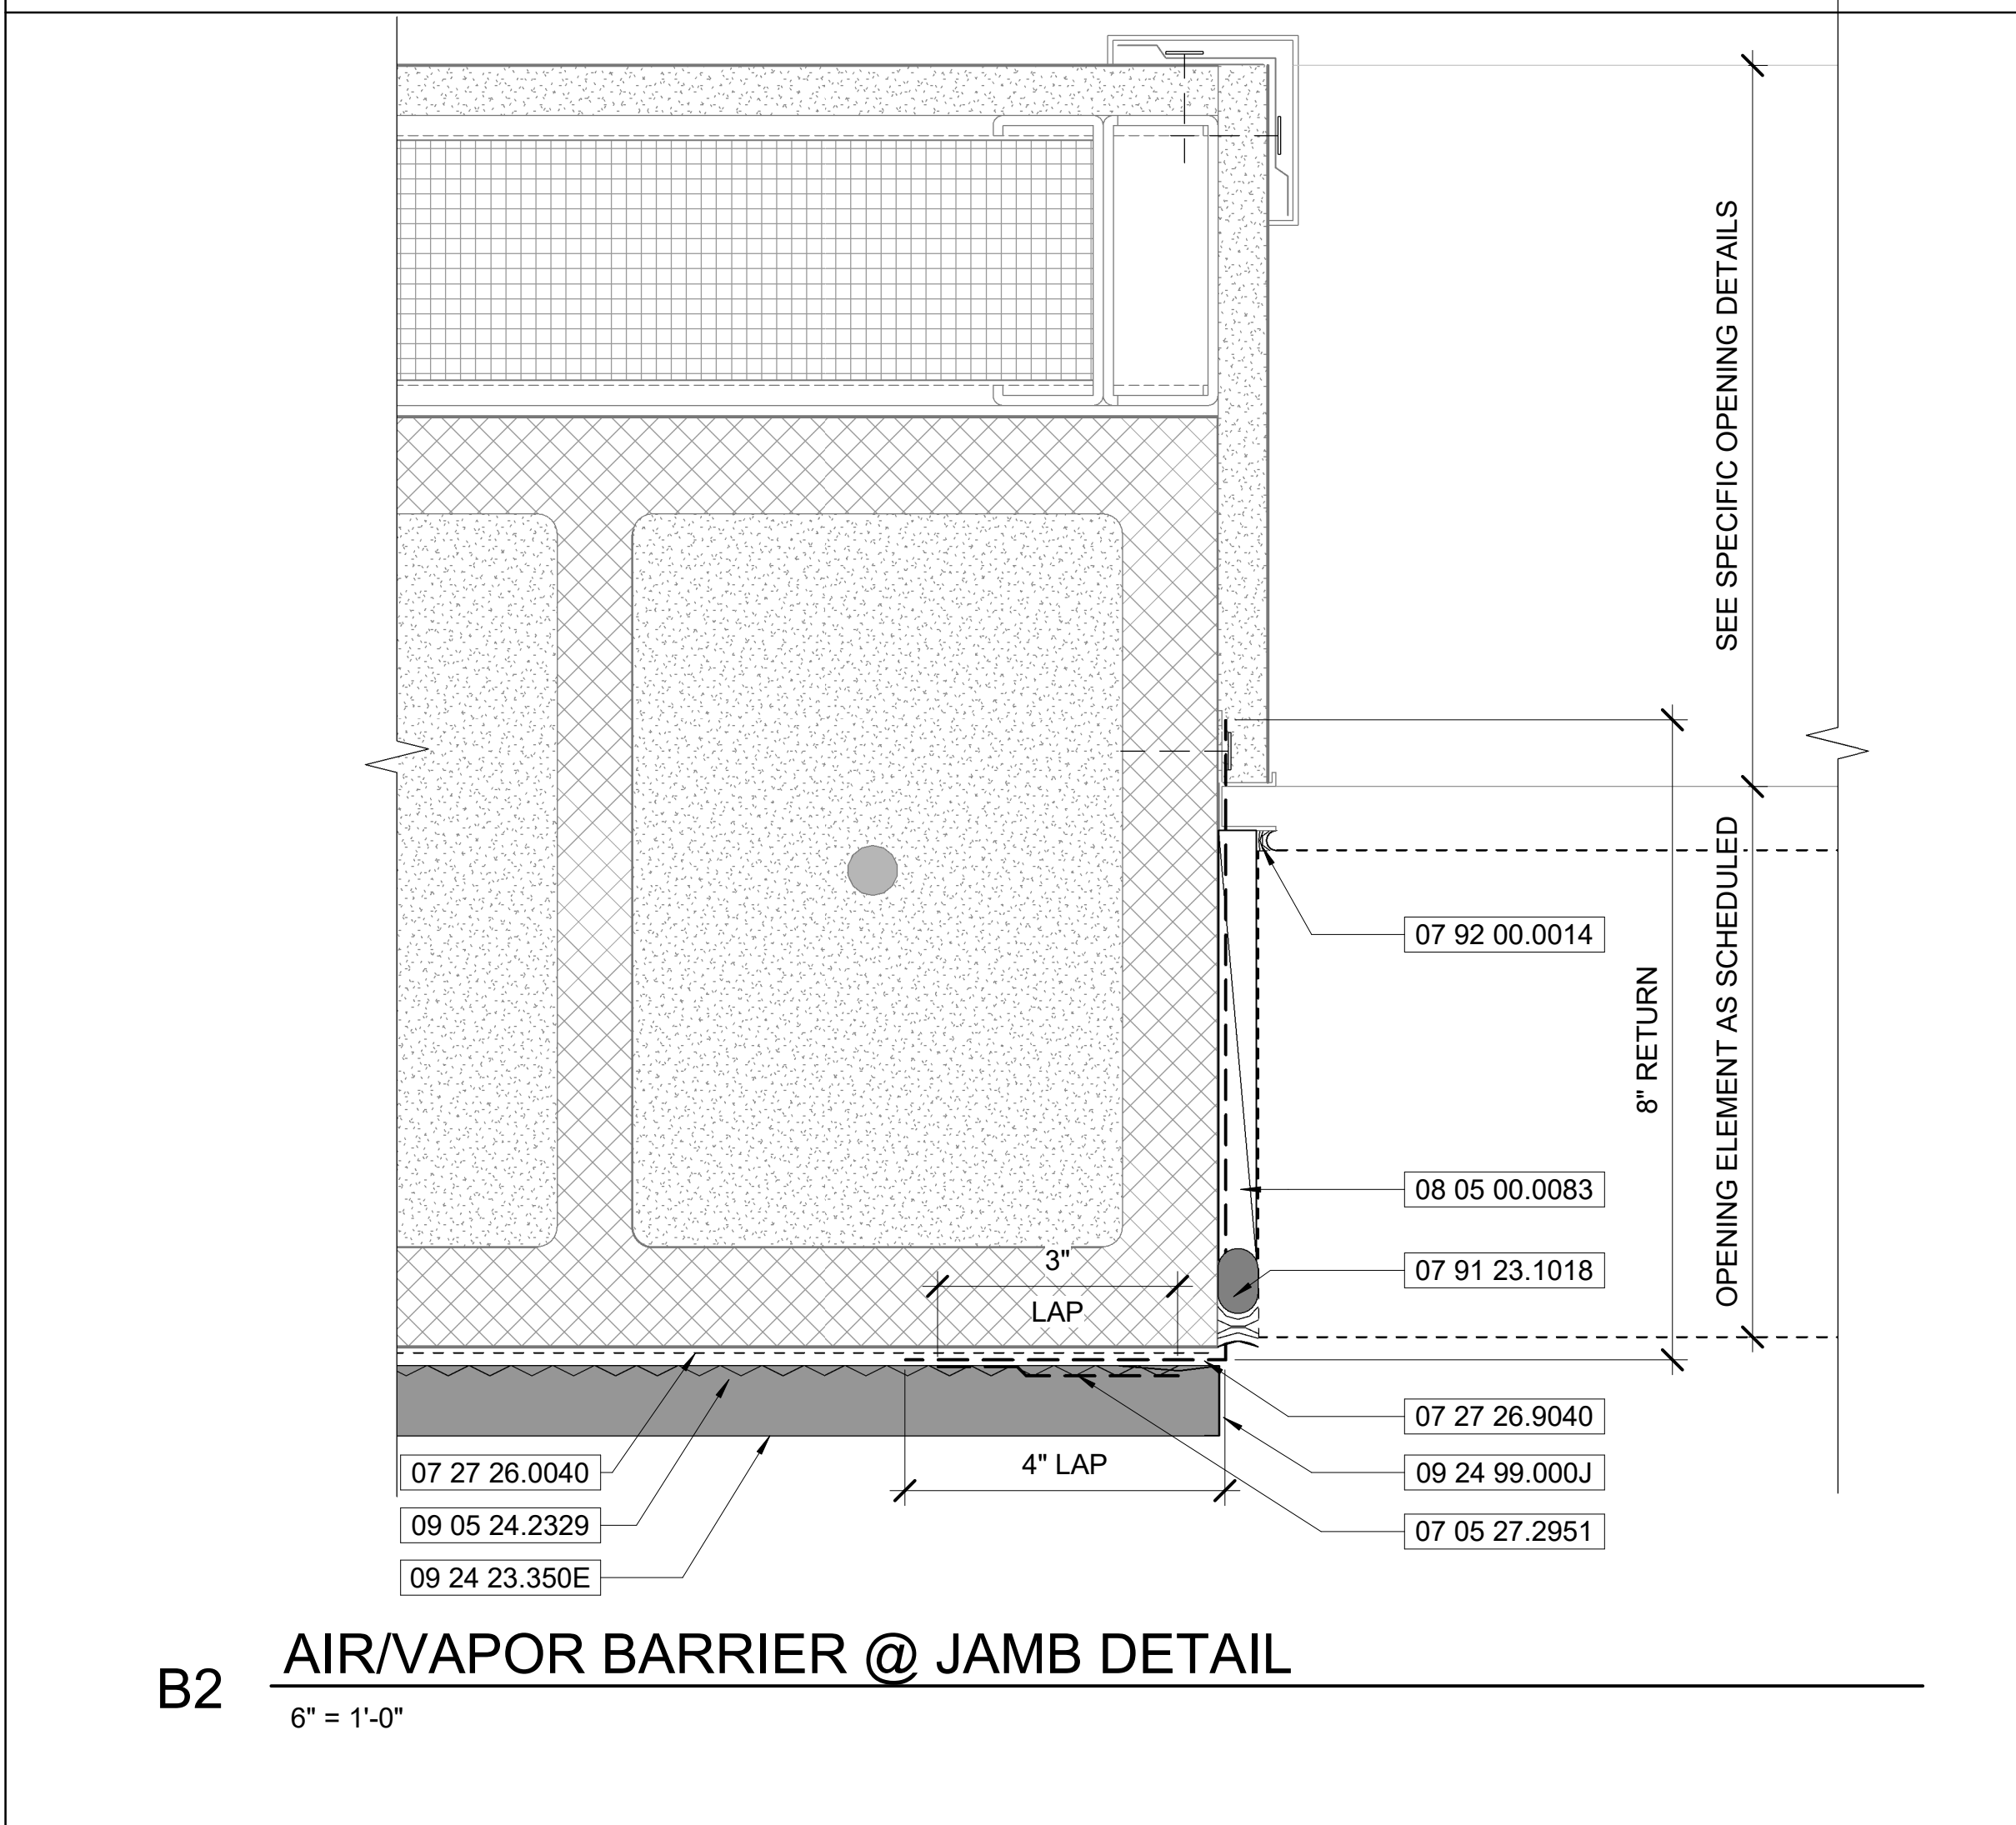 SEE SPECIFIC OPENING DETAILS
07 92 00.0014
8" RETURN
OPENING ELEMENT AS SCHEDULED
08 05 00.0083
3"
LAP
07 91 23.1018
07 27 26.9040
4" LAP
07 27 26.0040
09 24 99.000J
09 05 24.2329
07 05 27.2951
09 24 23.350E
B2
AIR/VAPOR BARRIER @ JAMB DETAIL
6" = 1'-0"